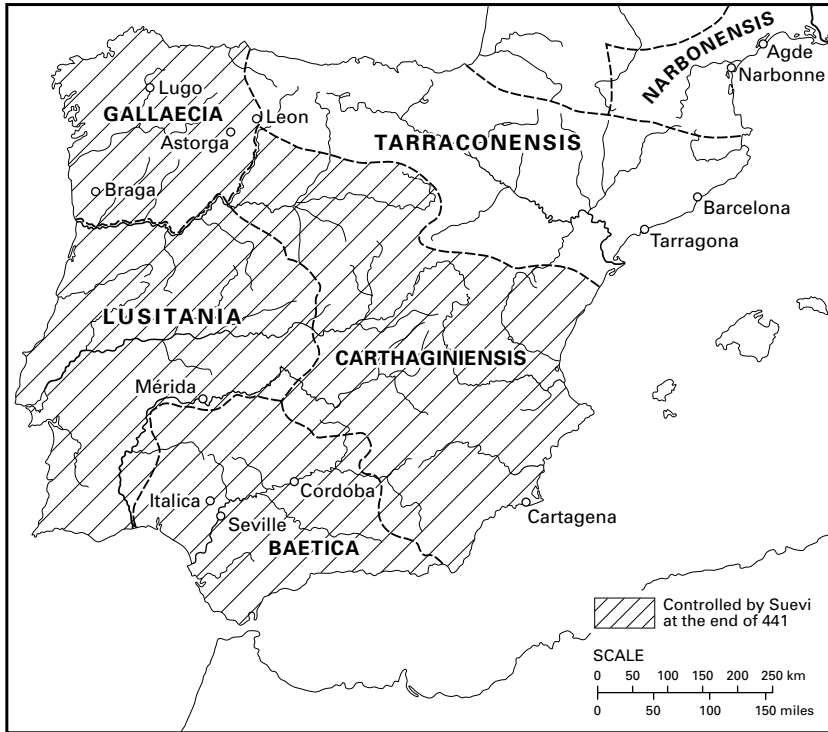 NARBONENSIS
Agde
Narbonne
Lugo
GALLAECIA
Leon
Astorga
TARRACONENSIS
Braga
Barcelona
Tarragona
LUSITANIA
CARTHAGINIENSIS
Mérida
Italica
Cordoba
Seville
Cartagena
BAETICA
Controlled by Suevi
at the end of 441
SCALE
0 50 100 150 200 250 km
0 50 100 150 miles